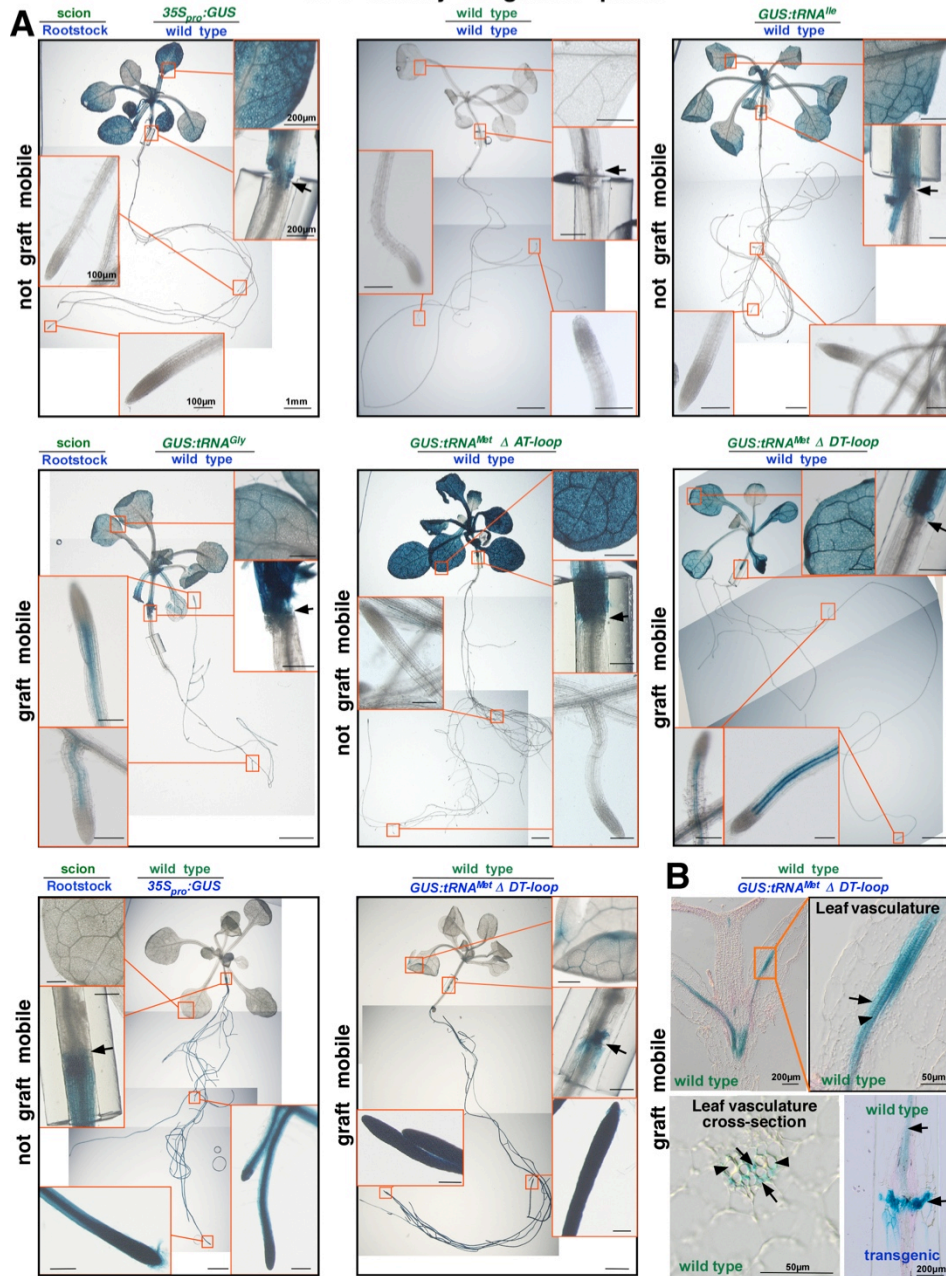 A
scion
Rootstock
35Spro:GUS
wild type
wild type
wild type
GUS:tRNAIle
wild type
not graft mobile
200µm
200µm
100µm
100µm
1mm
scion
Rootstock
GUS:tRNAGly
wild type
GUS:tRNAMet Δ AT-loop
wild type
GUS:tRNAMet Δ DT-loop
wild type
graft mobile
not graft mobile
graft mobile
scion
Rootstock
wild type
35Spro:GUS
wild type
GUS:tRNAMet Δ DT-loop
not graft mobile
graft mobile
B
wild type
GUS:tRNAMet Δ DT-loop
Leaf vasculature
wild type
200µm
wild type
50µm
graft mobile
Leaf vasculature
cross-section
wild type
50µm
wild type
transgenic
200µm